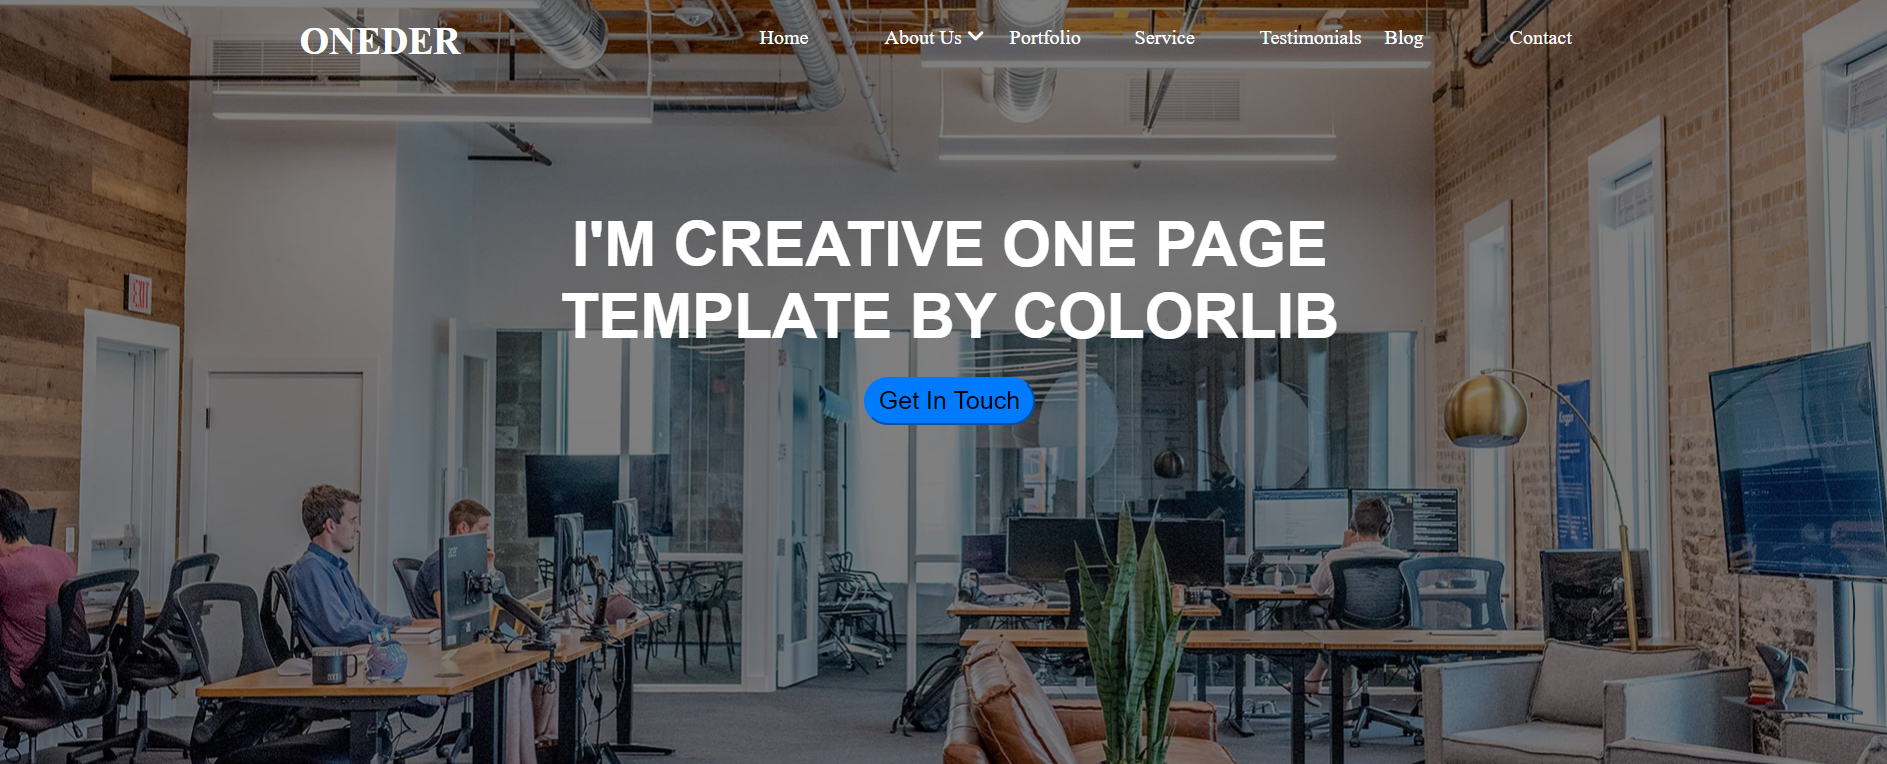 ONEDER
Home About Us Portfolio Service Testimonials Blog Contact
I'M CREATIVE ONE PAGE
TEMPLATE BY COLORLIB
Get In Touch
EXIT
acer